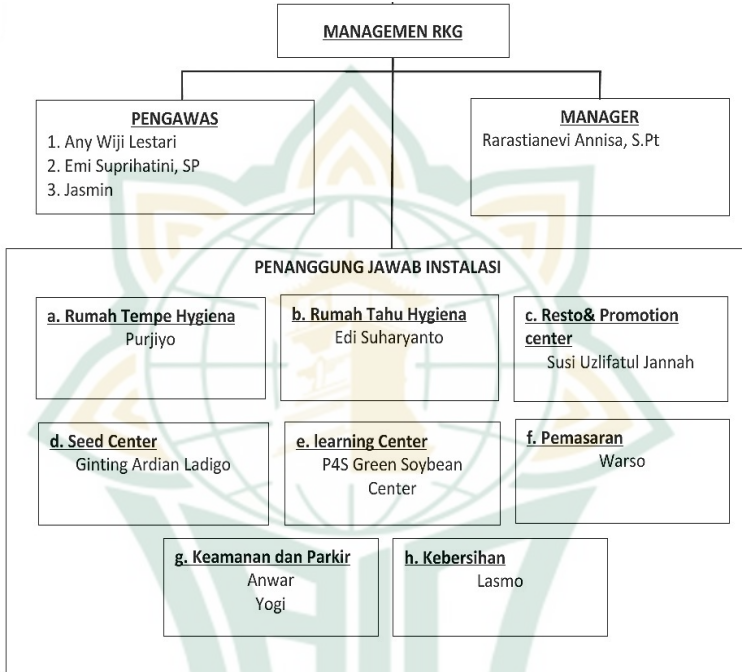 MANAGEMEN RKG
PENGAWAS
1. Any Wiji Lestari
2. Emi Suprihatini, SP
3. Jasmin
MANAGER
Rarastianevi Annisa, S.Pt
PENANGGUNG JAWAB INSTALASI
a. Rumah Tempe Hygiena
Purjiyo
b. Rumah Tahu Hygiena
Edi Suharyanto
c. Resto& Promotion
center
Susi Uzlifatul Jannah
d. Seed Center
Ginting Ardian Ladigo
e. learning Center
P4S Green Soybean
Center
f. Pemasaran
Warso
g. Keamanan dan Parkir
Anwar
Yogi
h. Kebersihan
Lasmo